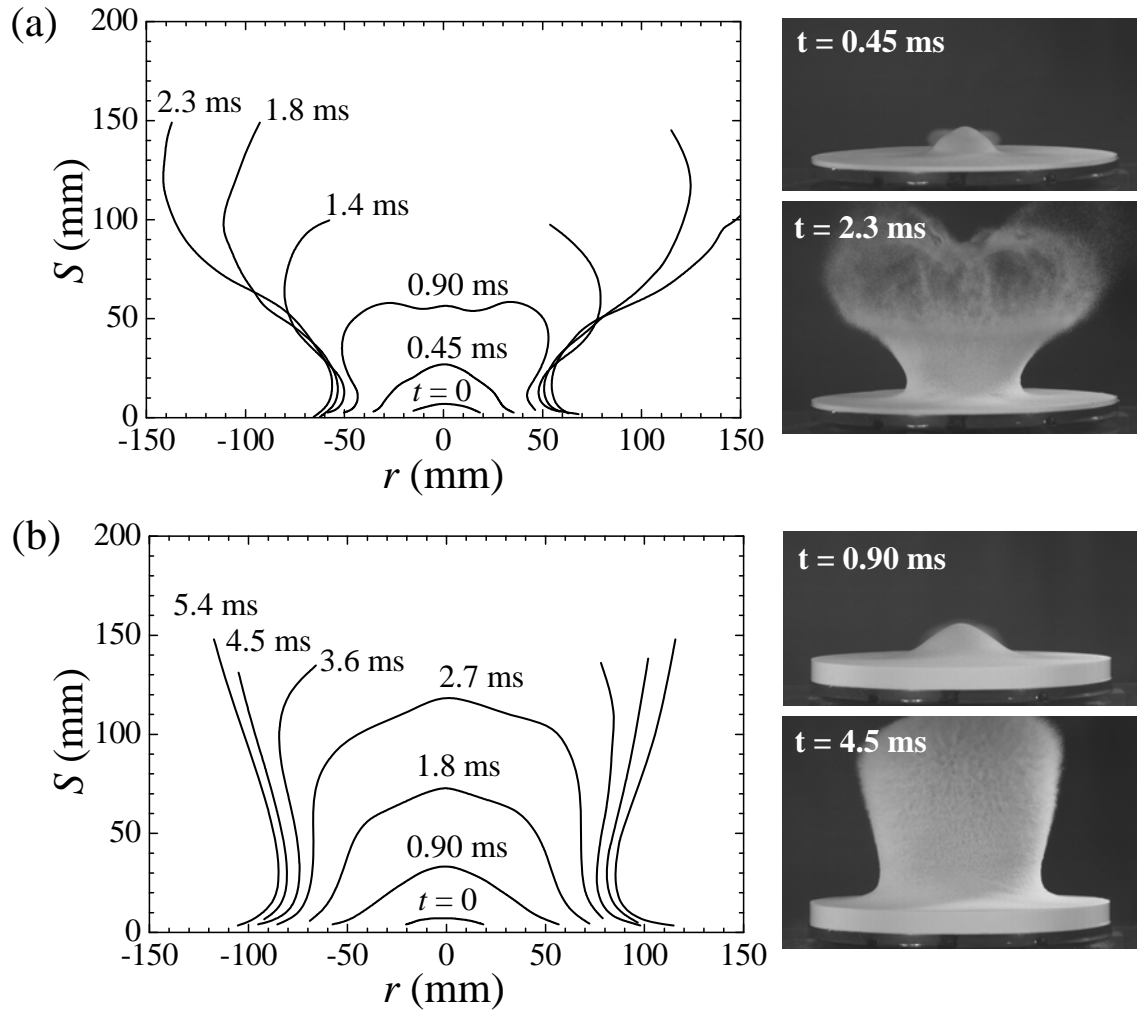 (a)
200
150
100
50
0
S (mm)
2.3 ms
1.8 ms
1.4 ms
0.90 ms
0.45 ms
t = 0
-150 -100 -50 0 50 100 150
r (mm)
t = 0.45 ms
t = 2.3 ms
(b)
200
150
100
50
0
S (mm)
5.4 ms
4.5 ms
3.6 ms
2.7 ms
1.8 ms
0.90 ms
t = 0
-150 -100 -50 0 50 100 150
r (mm)
t = 0.90 ms
t = 4.5 ms